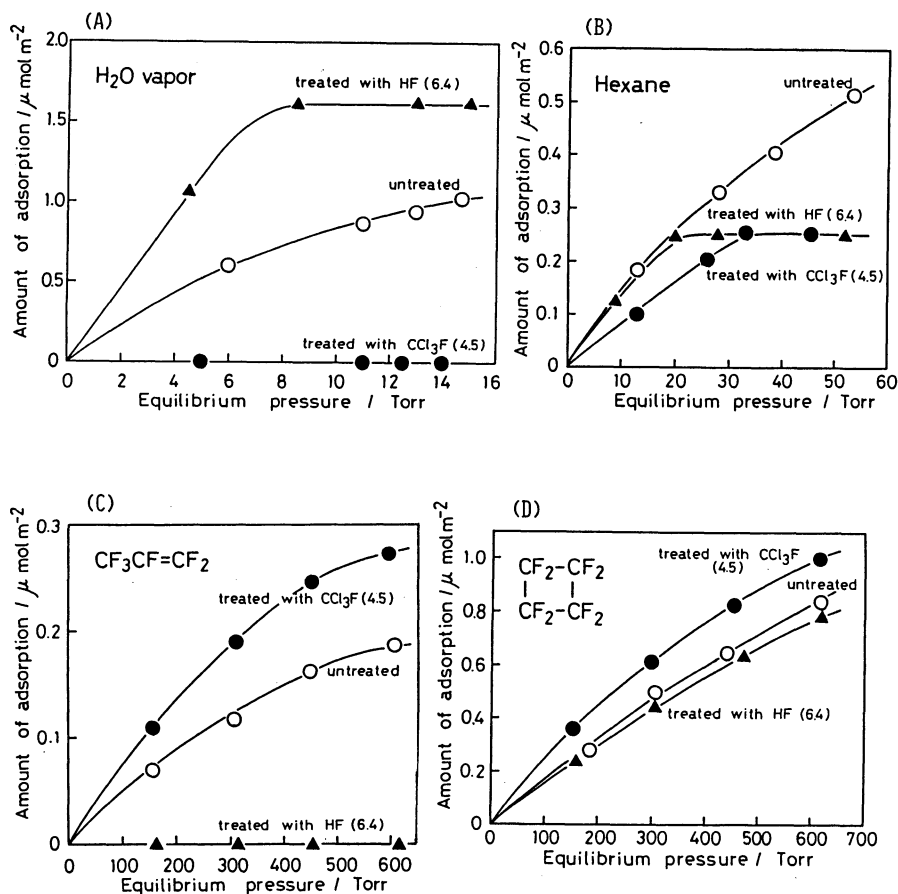 (A)
Amount of adsorption / μ mol m⁻²
2.0
1.5
1.0
0.5
0
H₂O vapor
treated with HF (6.4)
untreated
treated with CCl₃F (4.5)
0 2 4 6 8 10 12 14 16
Equilibrium pressure / Torr
(B)
Amount of adsorption / μ mol m⁻²
0.6
0.5
0.4
0.3
0.2
0.1
0
Hexane
untreated
treated with HF (6.4)
treated with CCl₃F (4.5)
0 10 20 30 40 50 60
Equilibrium pressure / Torr
(C)
Amount of adsorption / μ mol m⁻²
0.3
0.2
0.1
0
CF₃CF=CF₂
treated with CCl₃F (4.5)
untreated
treated with HF (6.4)
0 100 200 300 400 500 600
Equilibrium pressure / Torr
(D)
Amount of adsorption / μ mol m⁻²
1.0
0.8
0.6
0.4
0.2
0
CF₂–CF₂
CF₂–CF₂
treated with CCl₃F
(4.5)
untreated
treated with HF (6.4)
0 100 200 300 400 500 600 700
Equilibrium pressure / Torr